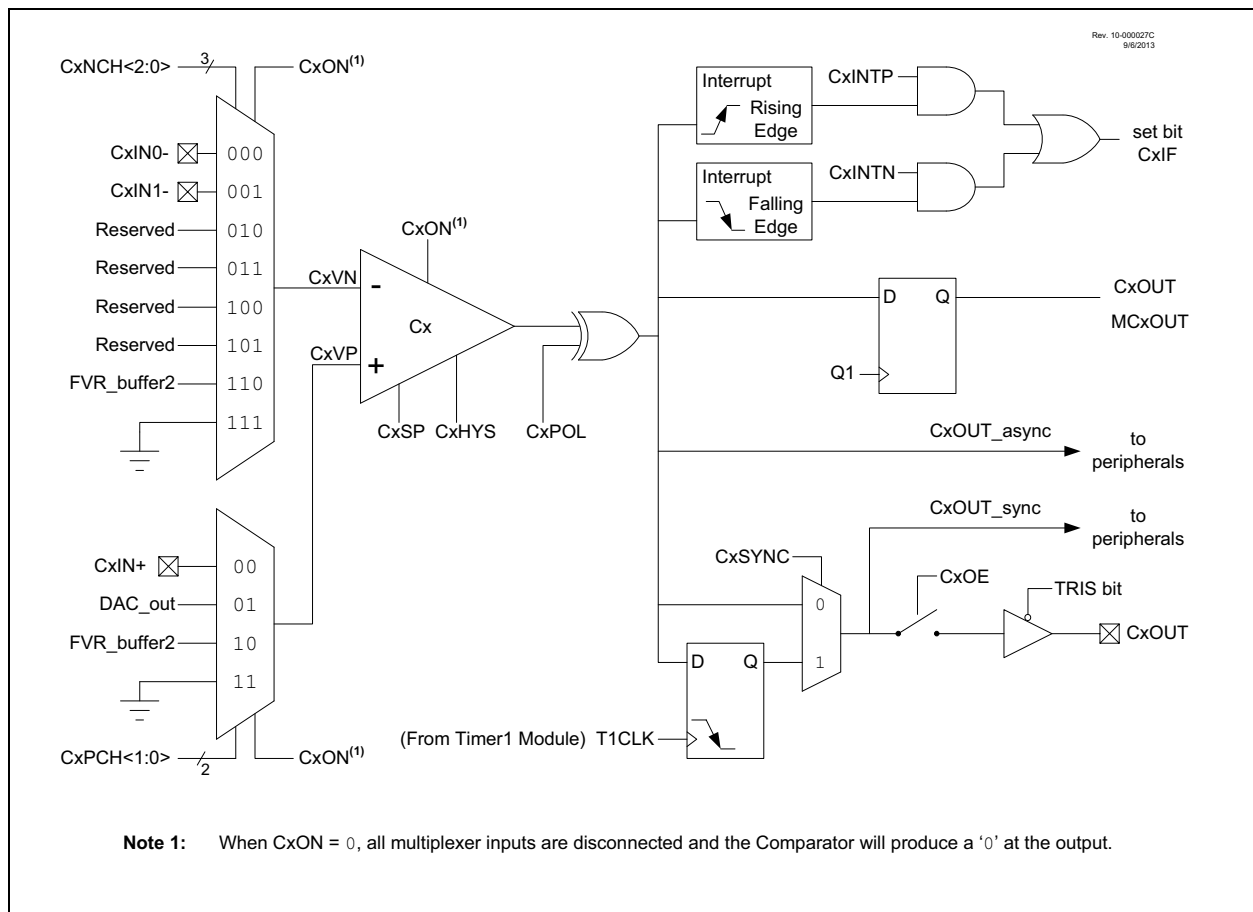 Rev. 10-000027C
9/6/2013
CxNCH<2:0>
3
CxON(1)
CxIN0-
000
CxIN1-
001
Reserved
010
Reserved
011
Reserved
100
Reserved
101
FVR_buffer2
110
111
CxVN
CxVP
CxON(1)
-
Cx
+
CxSP
CxHYS
CxPOL
CxIN+
00
DAC_out
01
FVR_buffer2
10
11
CxPCH<1:0>
2
CxON(1)
Interrupt
Rising
Edge
CxINTP
Interrupt
Falling
Edge
CxINTN
set bit
CxIF
D
Q
Q1
CxOUT
MCxOUT
CxOUT_async
to
peripherals
CxOUT_sync
to
peripherals
CxSYNC
0
1
CxOE
TRIS bit
CxOUT
D
Q
(From Timer1 Module) T1CLK
Note 1: When CxON = 0, all multiplexer inputs are disconnected and the Comparator will produce a ‘0’ at the output.